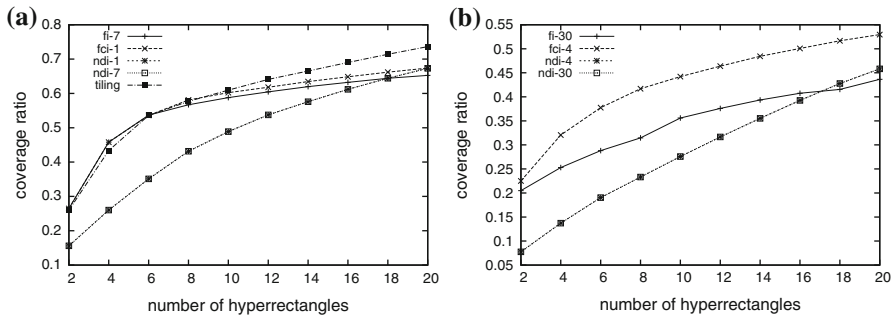 (a)
fi-7
fci-1
ndi-1
ndi-7
tiling
coverage ratio
0.8
0.7
0.6
0.5
0.4
0.3
0.2
0.1
2 4 6 8 10 12 14 16 18 20
number of hyperrectangles
(b)
fi-30
fci-4
ndi-4
ndi-30
coverage ratio
0.55
0.5
0.45
0.4
0.35
0.3
0.25
0.2
0.15
0.1
0.05
2 4 6 8 10 12 14 16 18 20
number of hyperrectangles